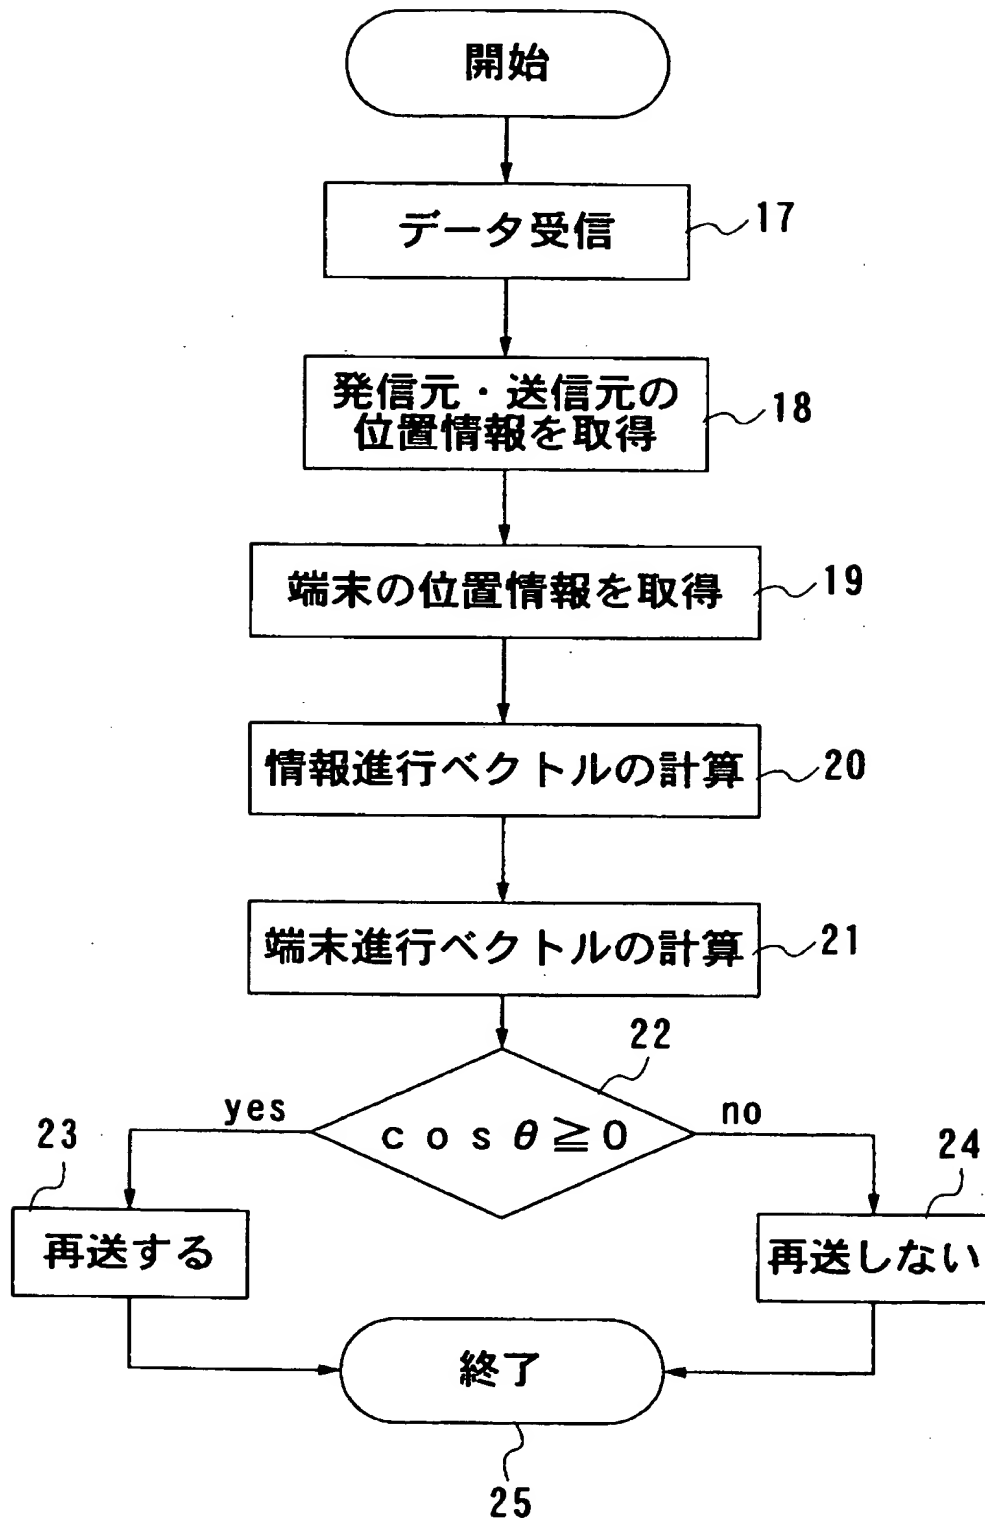 開始
データ受信
17
発信元・送信元の
位置情報を取得
18
端末の位置情報を取得
19
情報進行ベクトルの計算
20
端末進行ベクトルの計算
21
22
cosθ≧0
yes
no
23
再送する
24
再送しない
終了
25